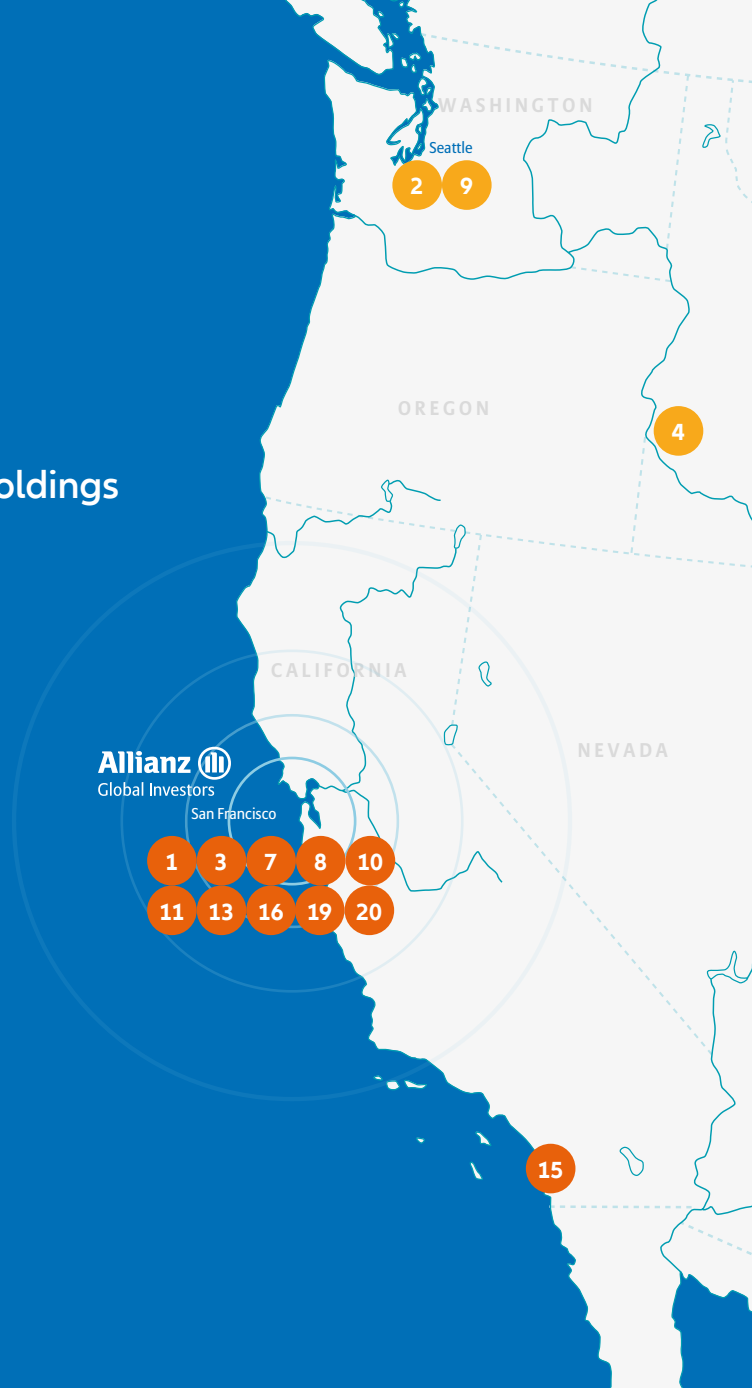 WASHINGTON
Seattle
2 9
OREGON
4
oldings
CALIFORNIA
NEVADA
Allianz
Global Investors
San Francisco
1 3 7 8 10
11 13 16 19 20
15